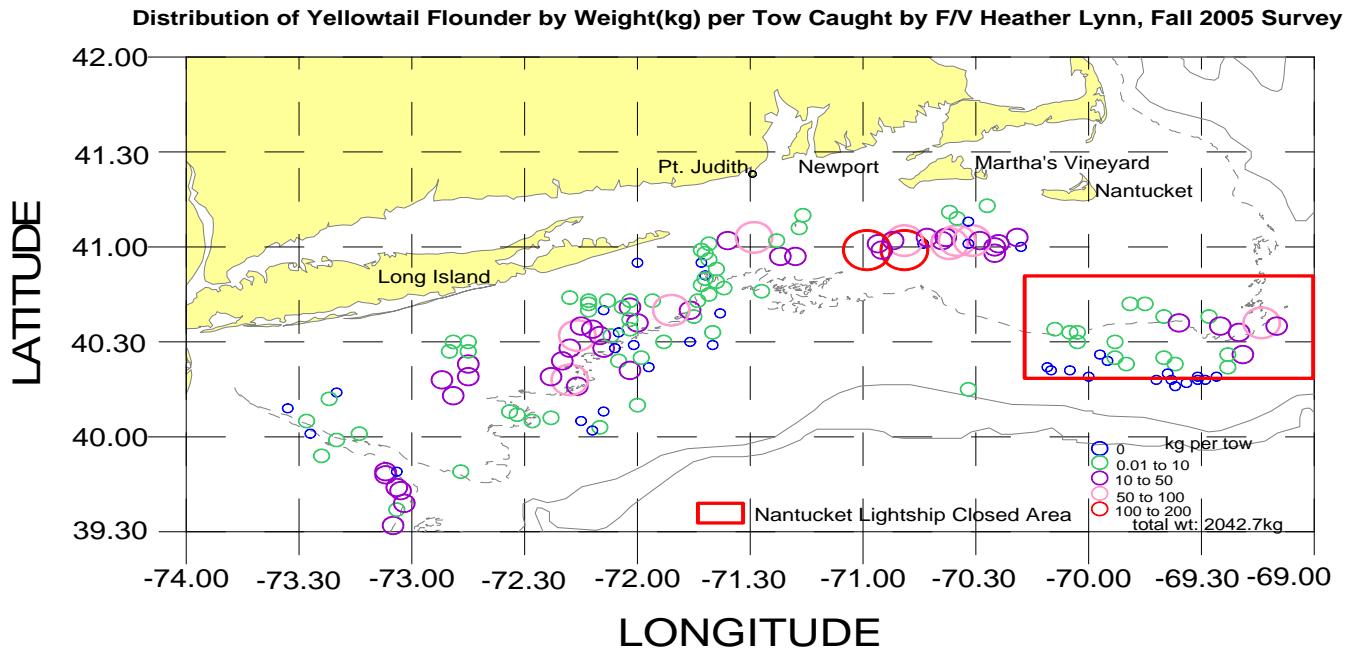 Distribution of Yellowtail Flounder by Weight(kg) per Tow Caught by F/V Heather Lynn, Fall 2005 Survey
42.00
41.30
Pt. Judith
Newport
Martha's Vineyard
Nantucket
LATITUDE
41.00
Long Island
40.30
40.00
kg per tow
0
0.01 to 10
10 to 50
50 to 100
100 to 200
total wt: 2042.7kg
Nantucket Lightship Closed Area
39.30
-74.00 -73.30 -73.00 -72.30 -72.00 -71.30 -71.00 -70.30 -70.00 -69.30 -69.00
LONGITUDE